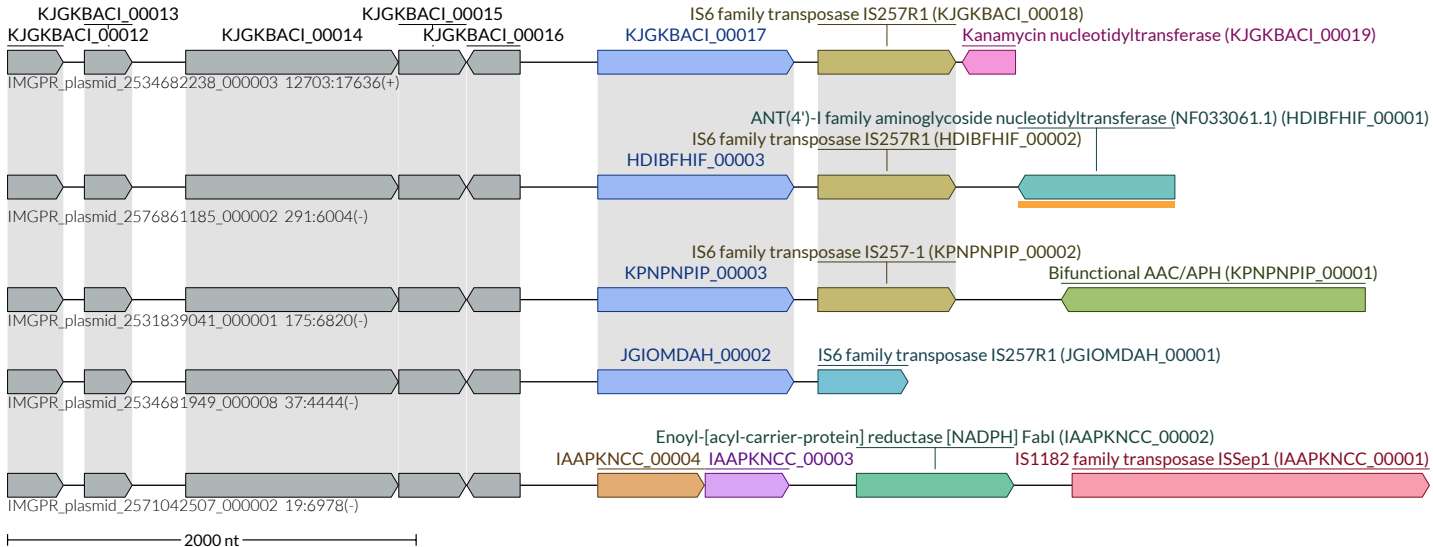 KJGKBACI_00013 KJGKBACI_00015 IS6 family transposase IS257R1 (KJGKBACI_00018)
KJGKBACI_00012 KJGKBACI_00014 KJGKBACI_00016 KJGKBACI_00017 Kanamycin nucleotidyltransferase (KJGKBACI_00019)
IMGPR_plasmid_2534682238_000003 12703:17636(+)
ANT(4')-I family aminoglycoside nucleotidyltransferase (NF033061.1) (HDIBFHIF_00001)
IS6 family transposase IS257R1 (HDIBFHIF_00002)
HDIBFHIF_00003
IMGPR_plasmid_2576861185_000002 291:6004(-)
IS6 family transposase IS257-1 (KPNPNPIP_00002)
KPNPNPIP_00003 Bifunctional AAC/APH (KPNPNPIP_00001)
IMGPR_plasmid_2531839041_000001 175:6820(-)
JGIOMDAH_00002 IS6 family transposase IS257R1 (JGIOMDAH_00001)
IMGPR_plasmid_2534681949_000008 37:4444(-)
Enoyl-[acyl-carrier-protein] reductase [NADPH] FabI (IAAPKNCC_00002)
IAAPKNCC_00004 IAAPKNCC_00003 IS1182 family transposase ISSep1 (IAAPKNCC_00001)
IMGPR_plasmid_2571042507_000002 19:6978(-)
2000 nt